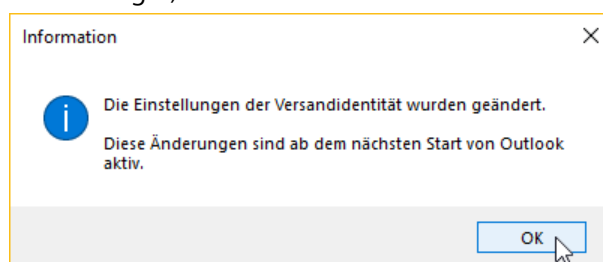 Information
Die Einstellungen der Versandidentität wurden geändert.
Diese Änderungen sind ab dem nächsten Start von Outlook
aktiv.
OK